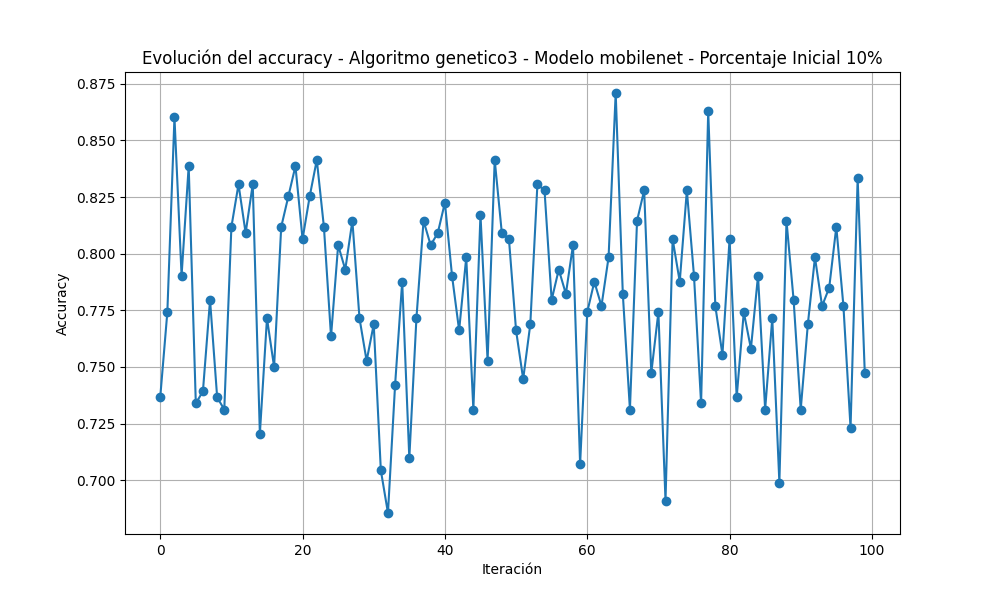 Evolución del accuracy - Algoritmo genetico3 - Modelo mobilenet - Porcentaje Inicial 10%
0.875
0.850
0.825
0.800
0.775
0.750
0.725
0.700
Accuracy
0 20 40 60 80 100
Iteración